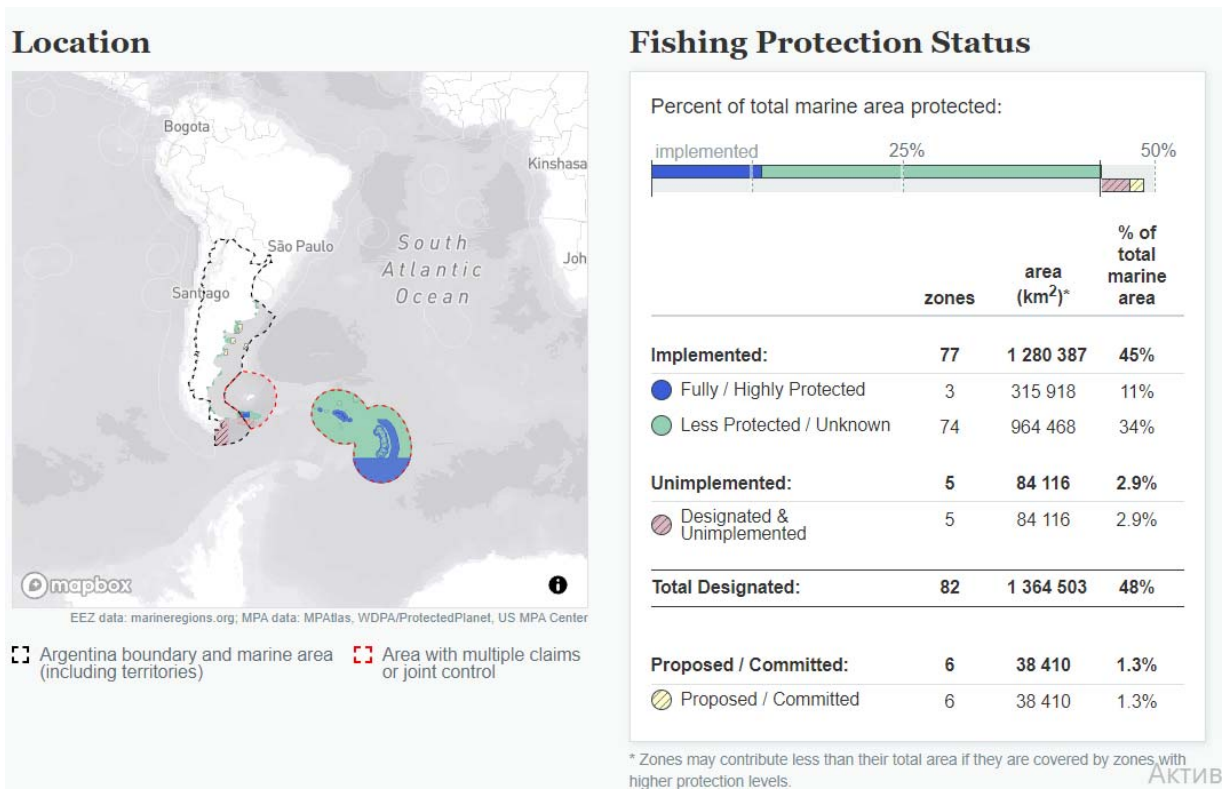 Location
Bogota
Kinshasa
São Paulo
South
Atlantic
Ocean
Joh
Santiago
mapbox
i
EEZ data: marineregions.org; MPA data: MPAtlas, WDPA/ProtectedPlanet, US MPA Center
Argentina boundary and marine area
(including territories)
Area with multiple claims
or joint control
Fishing Protection Status
Percent of total marine area protected:
implemented 25% 50%
% of
total
marine
area
area
(km²)*
zones
Implemented: 77 1 280 387 45%
Fully / Highly Protected 3 315 918 11%
Less Protected / Unknown 74 964 468 34%
Unimplemented: 5 84 116 2.9%
Designated &
Unimplemented 5 84 116 2.9%
Total Designated: 82 1 364 503 48%
Proposed / Committed: 6 38 410 1.3%
Proposed / Committed 6 38 410 1.3%
* Zones may contribute less than their total area if they are covered by zones with
higher protection levels.
Актив